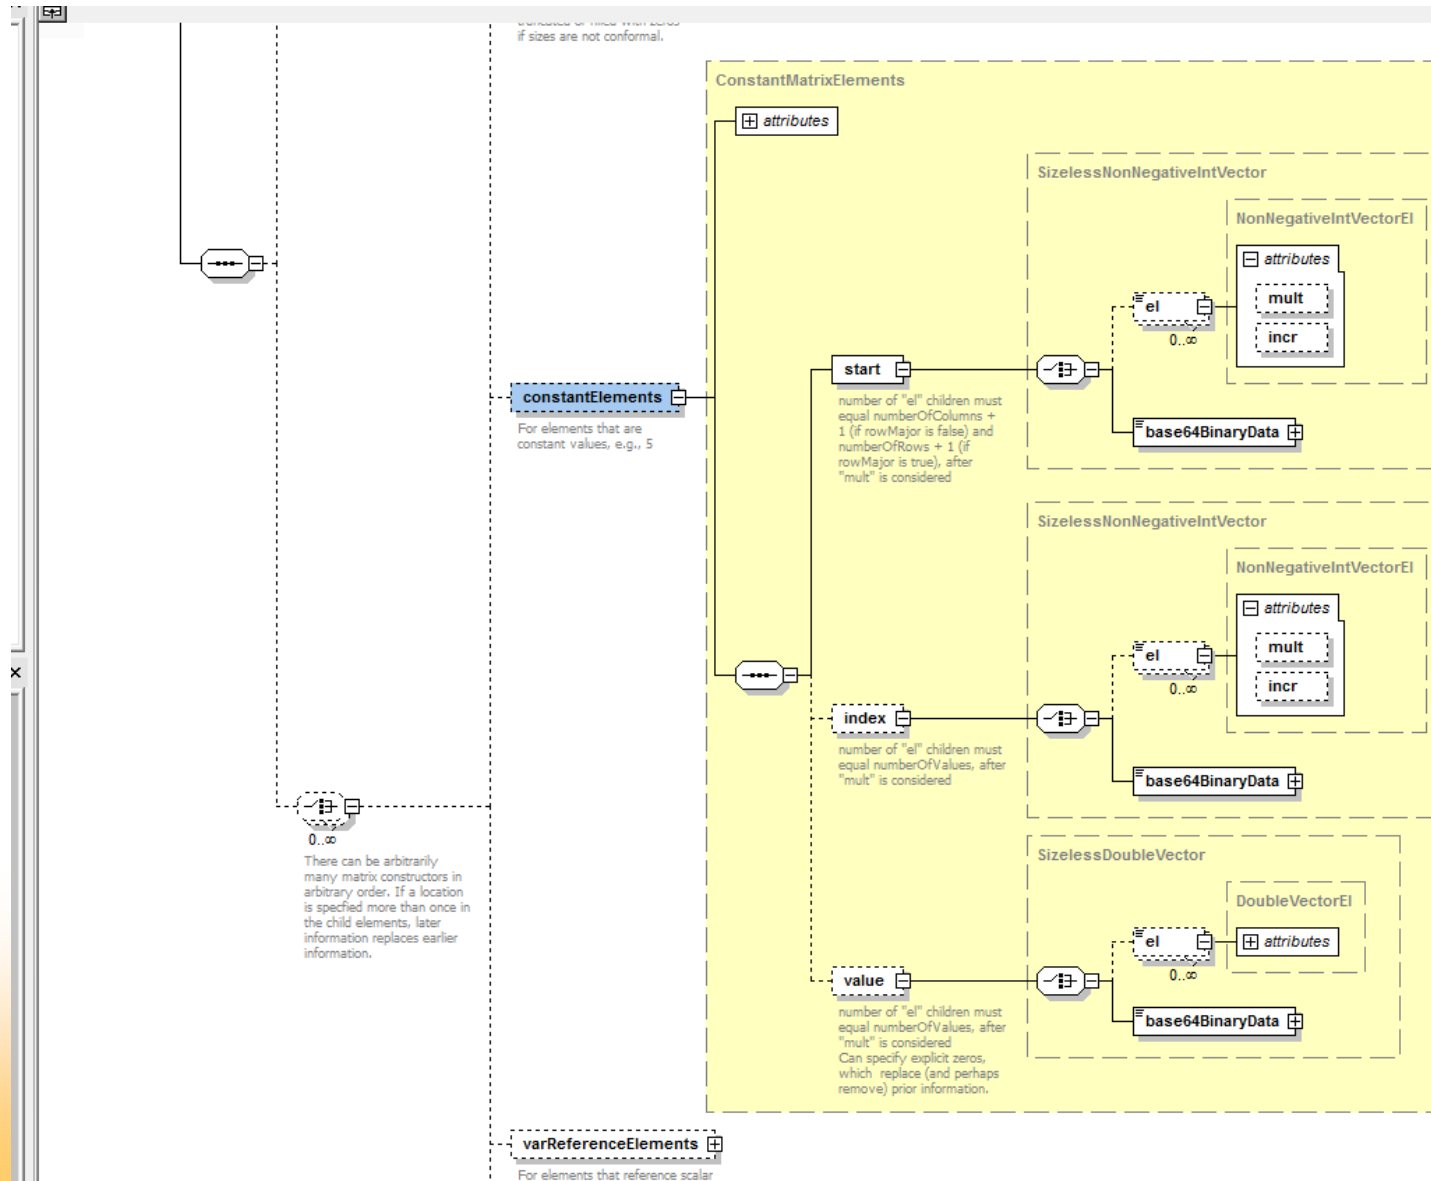 if sizes are not conformal.
ConstantMatrixElements
attributes
SizelessNonNegativeIntVector
NonNegativeIntVectorEl
attributes
mult
incr
el
0..∞
start
number of "el" children must
equal numberOfColumns +
1 (if rowMajor is false) and
numberOfRows + 1 (if
rowMajor is true), after
"mult" is considered
base64BinaryData
constantElements
For elements that are
constant values, e.g., 5
SizelessNonNegativeIntVector
NonNegativeIntVectorEl
attributes
mult
incr
el
0..∞
index
number of "el" children must
equal numberOfValues, after
"mult" is considered
base64BinaryData
0..∞
There can be arbitrarily
many matrix constructors in
arbitrary order. If a location
is specfied more than once in
the child elements, later
information replaces earlier
information.
SizelessDoubleVector
DoubleVectorEl
attributes
el
0..∞
value
number of "el" children must
equal numberOfValues, after
"mult" is considered
Can specify explicit zeros,
which  replace (and perhaps
remove) prior information.
base64BinaryData
varReferenceElements
For elements that reference scalar